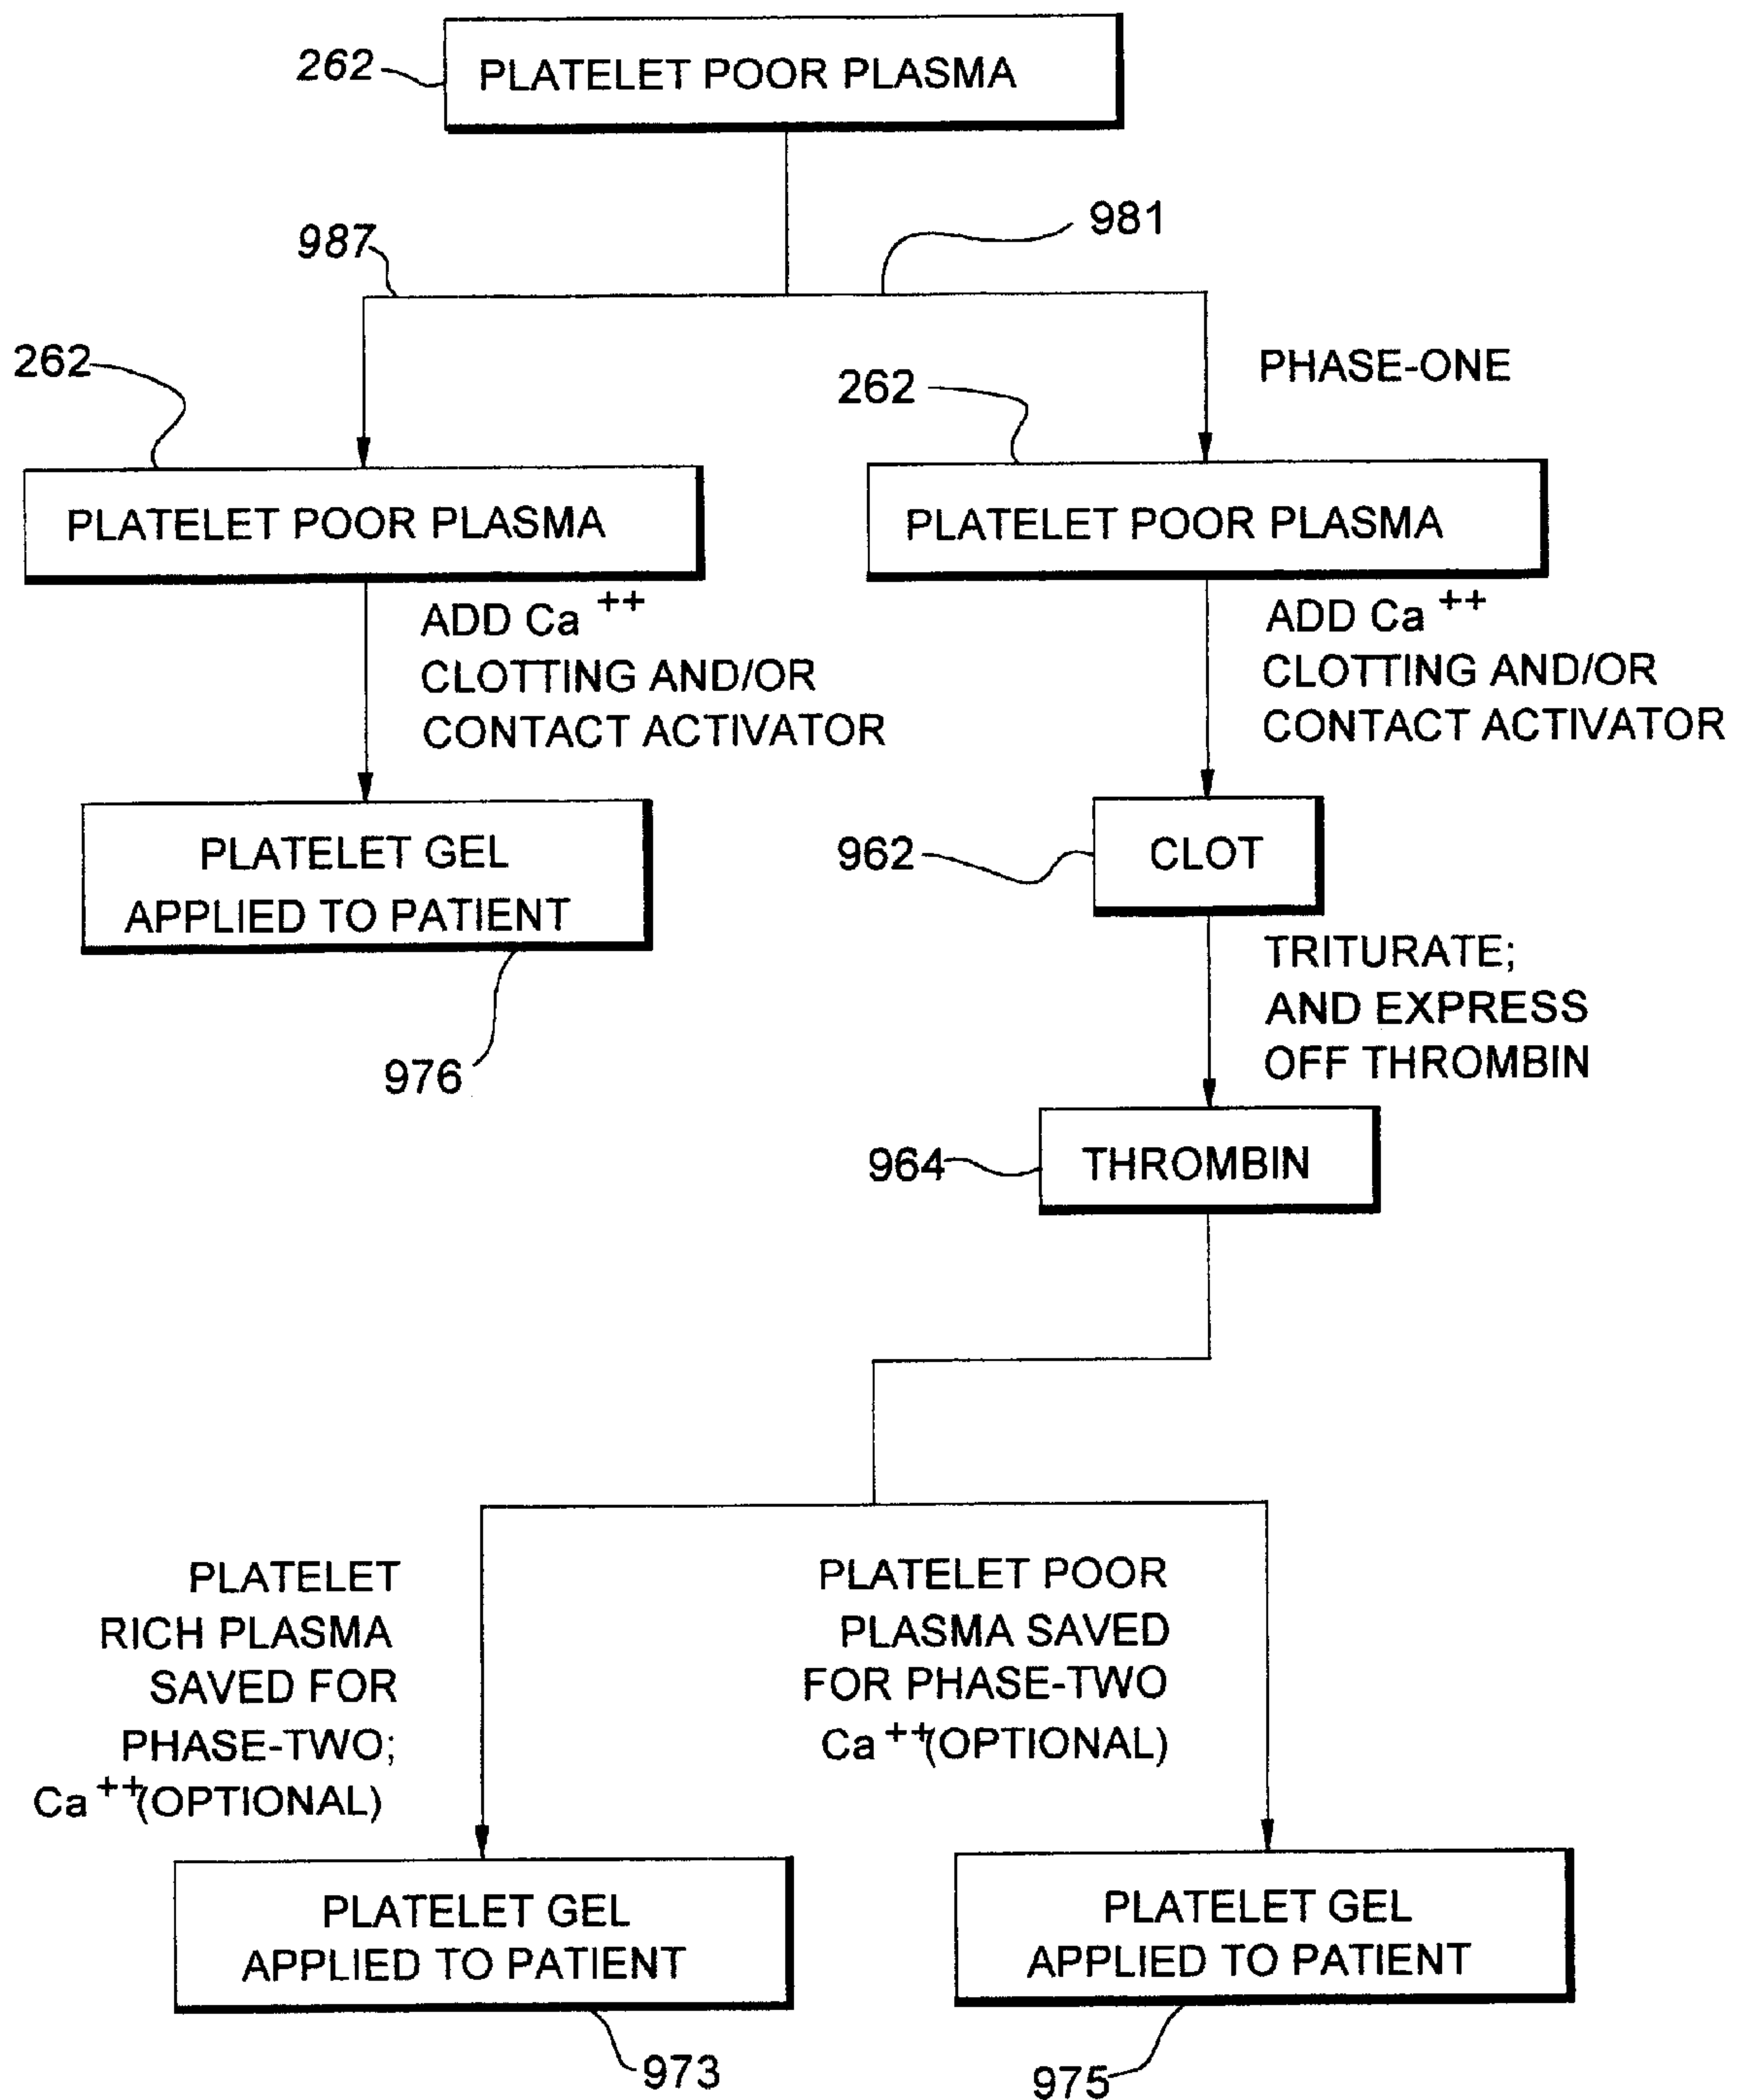 262
PLATELET POOR PLASMA
987
981
262
PHASE-ONE
262
PLATELET POOR PLASMA
PLATELET POOR PLASMA
ADD Ca ++
CLOTTING AND/OR
CONTACT ACTIVATOR
ADD Ca ++
CLOTTING AND/OR
CONTACT ACTIVATOR
PLATELET GEL
APPLIED TO PATIENT
976
962
CLOT
TRITURATE;
AND EXPRESS
OFF THROMBIN
964
THROMBIN
PLATELET
RICH PLASMA
SAVED FOR
PHASE-TWO;
Ca ++(OPTIONAL)
PLATELET POOR
PLASMA SAVED
FOR PHASE-TWO
Ca ++(OPTIONAL)
PLATELET GEL
APPLIED TO PATIENT
973
PLATELET GEL
APPLIED TO PATIENT
975